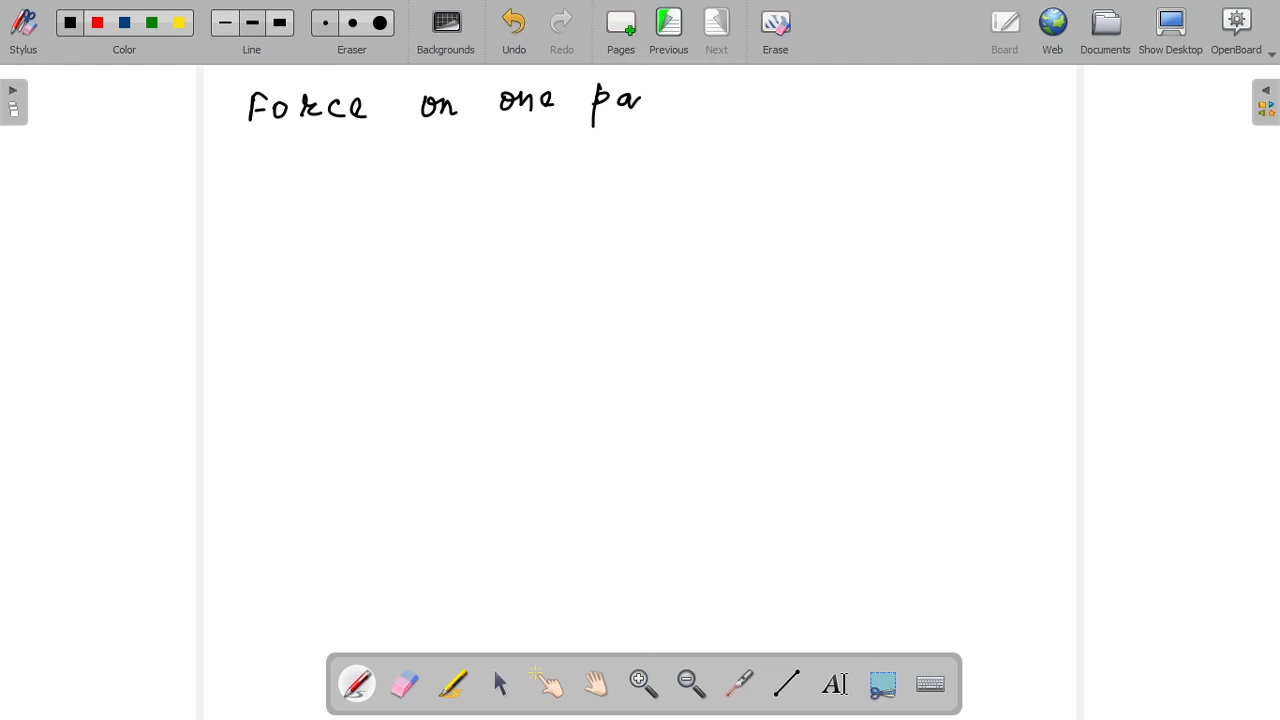 Stylus Color Line Eraser Backgrounds Undo Redo Pages Previous Next Erase Board Web Documents Show Desktop OpenBoard
Force on one pa
AI